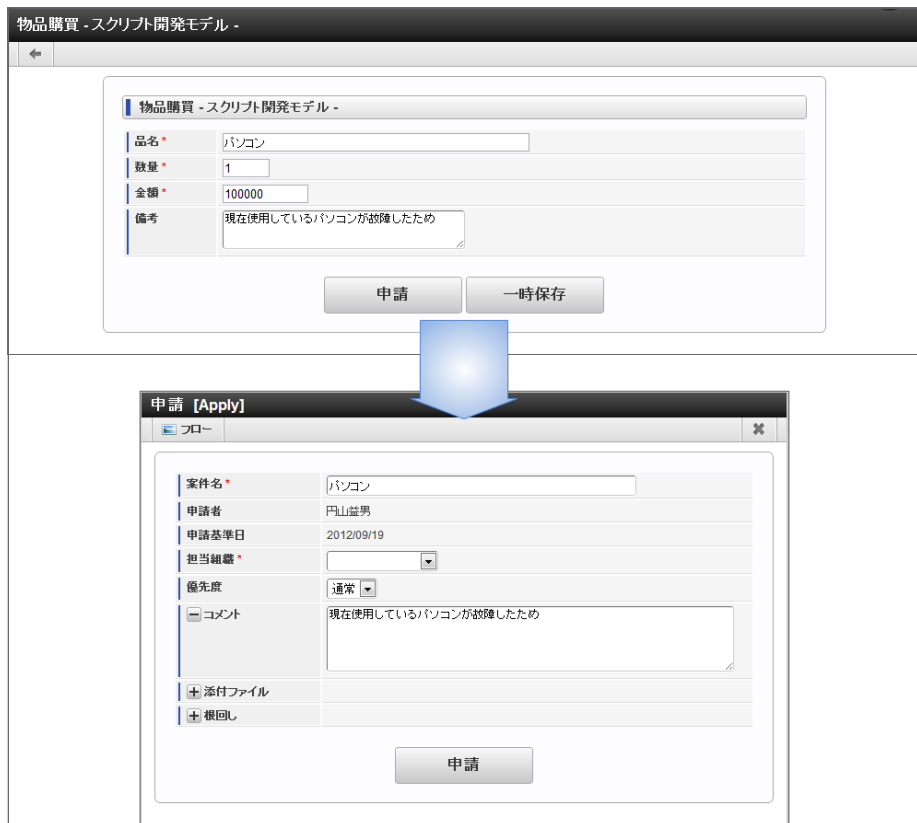 物品購買 - スクリプト開発モデル -
物品購買 - スクリプト開発モデル -
品名* パソコン
数量* 1
金額* 100000
備考 現在使用しているパソコンが故障したため
申請 一時保存
申請 [Apply]
フロー
案件名* パソコン
申請者 円山益男
申請基準日 2012/09/19
担当組織*
優先度 通常
コメント 現在使用しているパソコンが故障したため
添付ファイル
根回し
申請